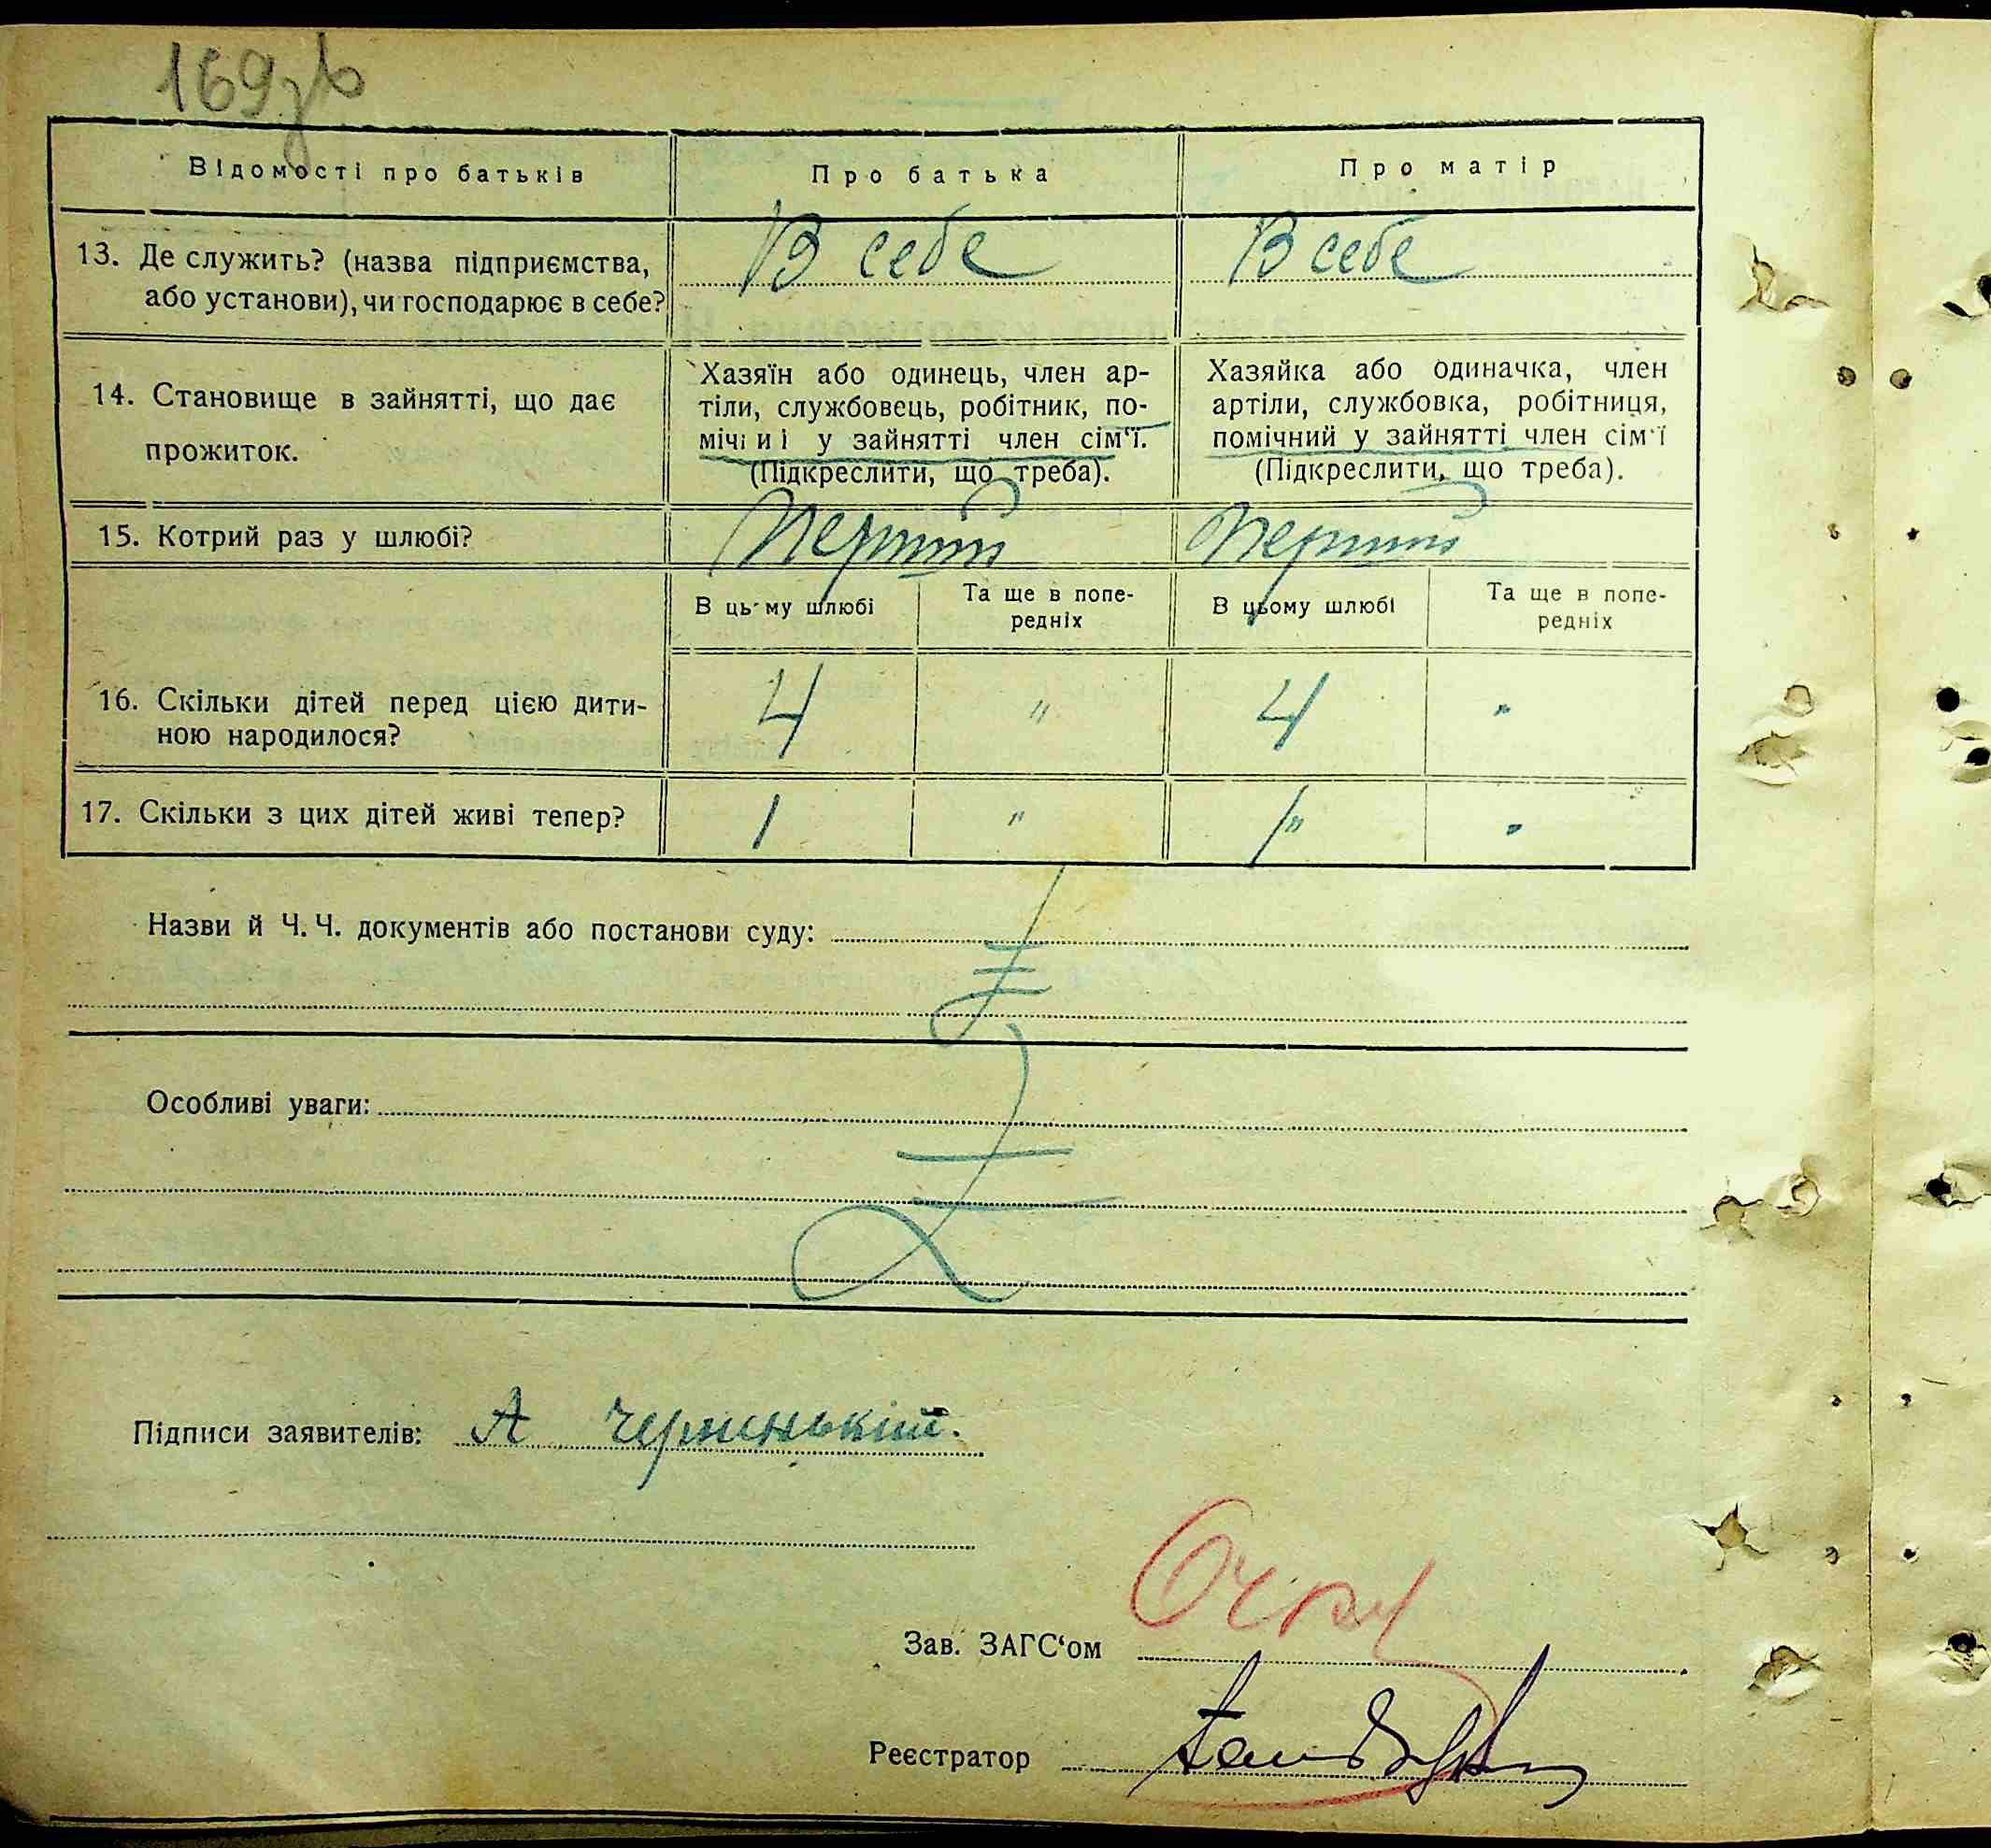 169зв
Відомості про батьків
Про батька
Про матір
13. Де служить? (назва підприємства,
або установи), чи господарює в себе?
В себе
В себе
14. Становище в зайнятті, що дає
прожиток.
Хазяїн або одинець, член ар-
тіли, службовець, робітник, по-
мічниі у зайнятті член сім'ї.
(Підкреслити, що треба).
Хазяйка або одиначка, член
артіли, службовка, робітниця,
помічний у зайнятті член сім'ї
(Підкреслити, що треба).
15. Котрий раз у шлюбі?
Перший
Перший
В цьму шлюбі
Та ще в попе-
редніх
В цьому шлюбі
Та ще в попе-
редніх
16. Скільки дітей перед цією дити-
ною народилося?
4 " 4 "
17. Скільки з цих дітей живі тепер?
1 " 1 " "
Назви й Ч. Ч. документів або постанови суду:
Особливі уваги:
Підписи заявителів: А
Зав. ЗАГС'ом
Реєстратор